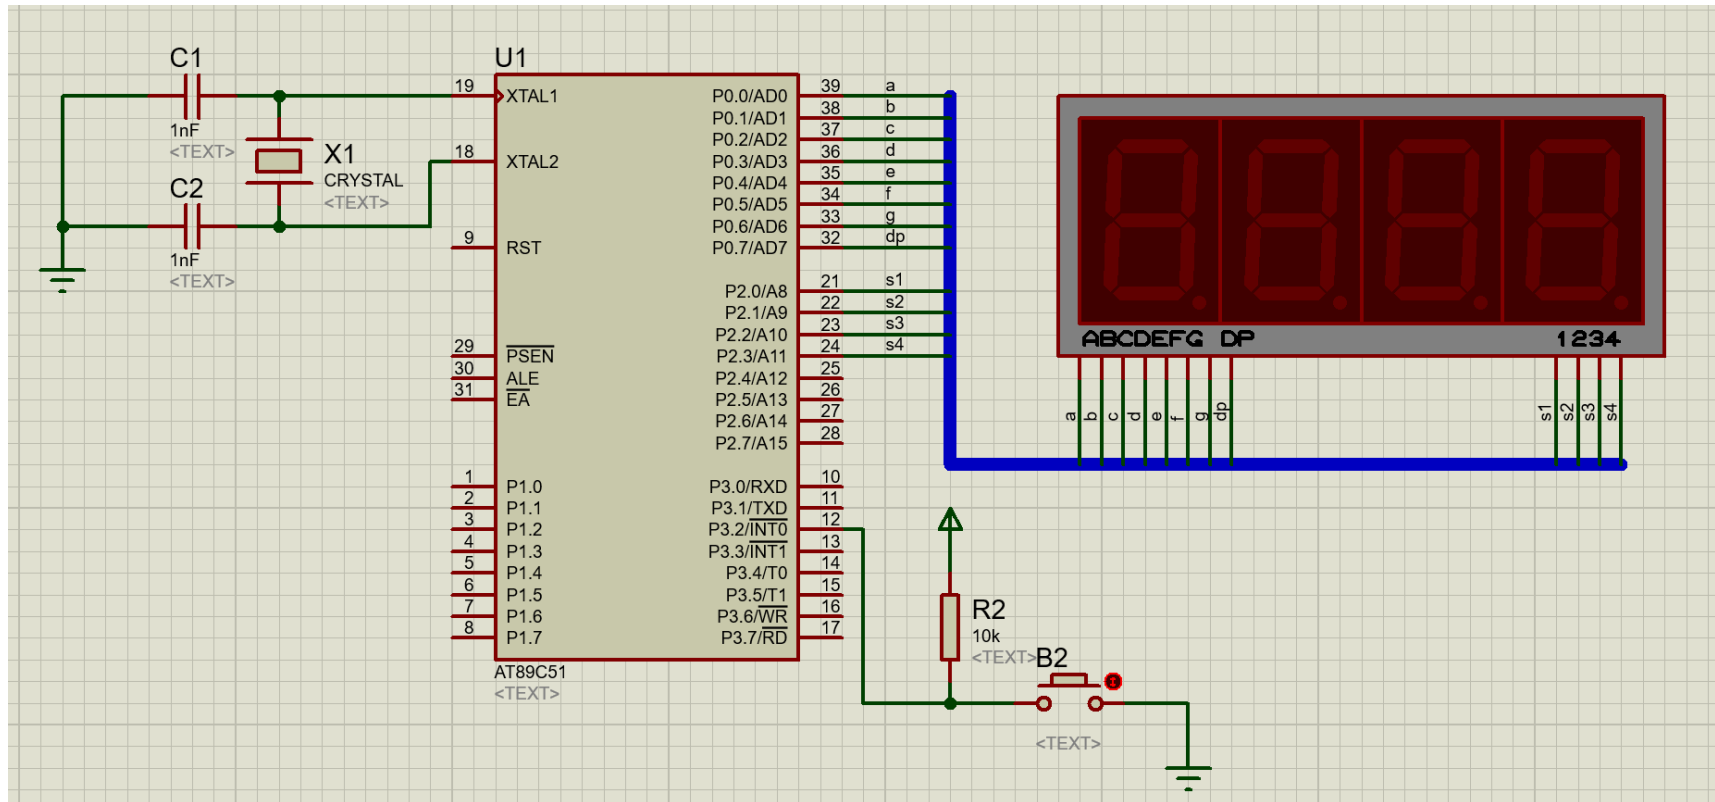 C1
1nF
<TEXT>
C2
1nF
<TEXT>
X1
CRYSTAL
<TEXT>
U1
19 XTAL1
18 XTAL2
9 RST
29 PSEN
30 ALE
31 EA
1 P1.0
2 P1.1
3 P1.2
4 P1.3
5 P1.4
6 P1.5
7 P1.6
8 P1.7
P0.0/AD0 39 a
P0.1/AD1 38 b
P0.2/AD2 37 c
P0.3/AD3 36 d
P0.4/AD4 35 e
P0.5/AD5 34 f
P0.6/AD6 33 g
P0.7/AD7 32 dp
P2.0/A8 21 s1
P2.1/A9 22 s2
P2.2/A10 23 s3
P2.3/A11 24 s4
P2.4/A12 25
P2.5/A13 26
P2.6/A14 27
P2.7/A15 28
P3.0/RXD 10
P3.1/TXD 11
P3.2/INT0 12
P3.3/INT1 13
P3.4/T0 14
P3.5/T1 15
P3.6/WR 16
P3.7/RD 17
AT89C51
<TEXT>
ABCDEFG DP 1234
a b c d e f g dp s1 s2 s3 s4
R2
10k
<TEXT>
B2
<TEXT>